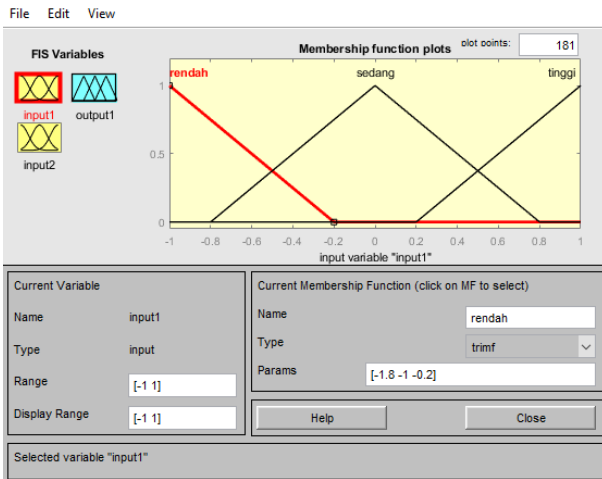 File Edit View
FIS Variables
input1 output1
input2
Membership function plots plot points: 181
rendah sedang tinggi
1
0.5
0
-1 -0.8 -0.6 -0.4 -0.2 0 0.2 0.4 0.6 0.8 1
input variable "input1"
Current Variable
Name input1
Type input
Range [-1 1]
Display Range [-1 1]
Current Membership Function (click on MF to select)
Name rendah
Type trimf
Params [-1.8 -1 -0.2]
Help Close
Selected variable "input1"